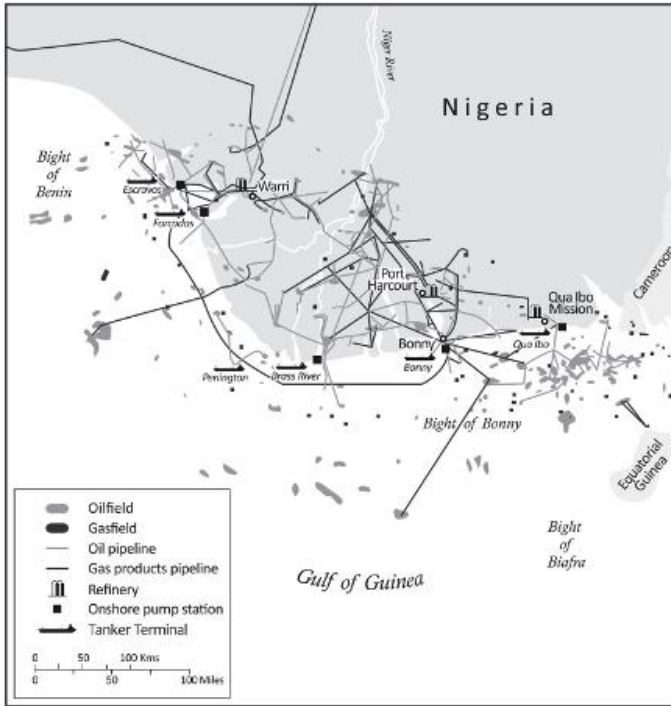 Niger River
Nigeria
Bight
of
Benin
Escravos
Warri
Forcados
Cameroon
Port
Harcourt
Qua Ibo
Mission
Bonny
Qua Ibo
Penington
Brass River
Bonny
Bight of Bonny
Equatorial
Guinea
Bight
of
Biafra
Gulf of Guinea
Oilfield
Gasfield
Oil pipeline
Gas products pipeline
Refinery
Onshore pump station
Tanker Terminal
0 50 100 Kms
0 50 100 Miles